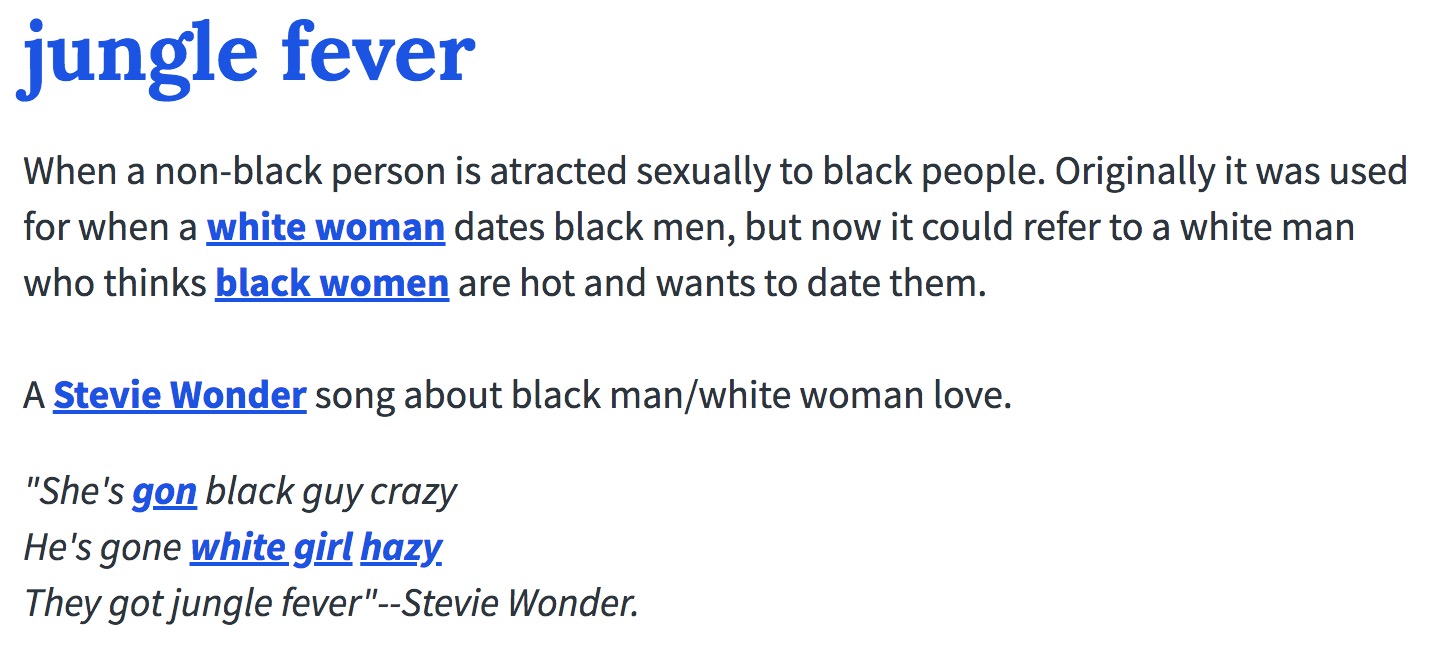 jungle fever
When a non-black person is atracted sexually to black people. Originally it was used
for when a white woman dates black men, but now it could refer to a white man
who thinks black women are hot and wants to date them.
A Stevie Wonder song about black man/white woman love.
"She's gon black guy crazy
He's gone white girl hazy
They got jungle fever"--Stevie Wonder.